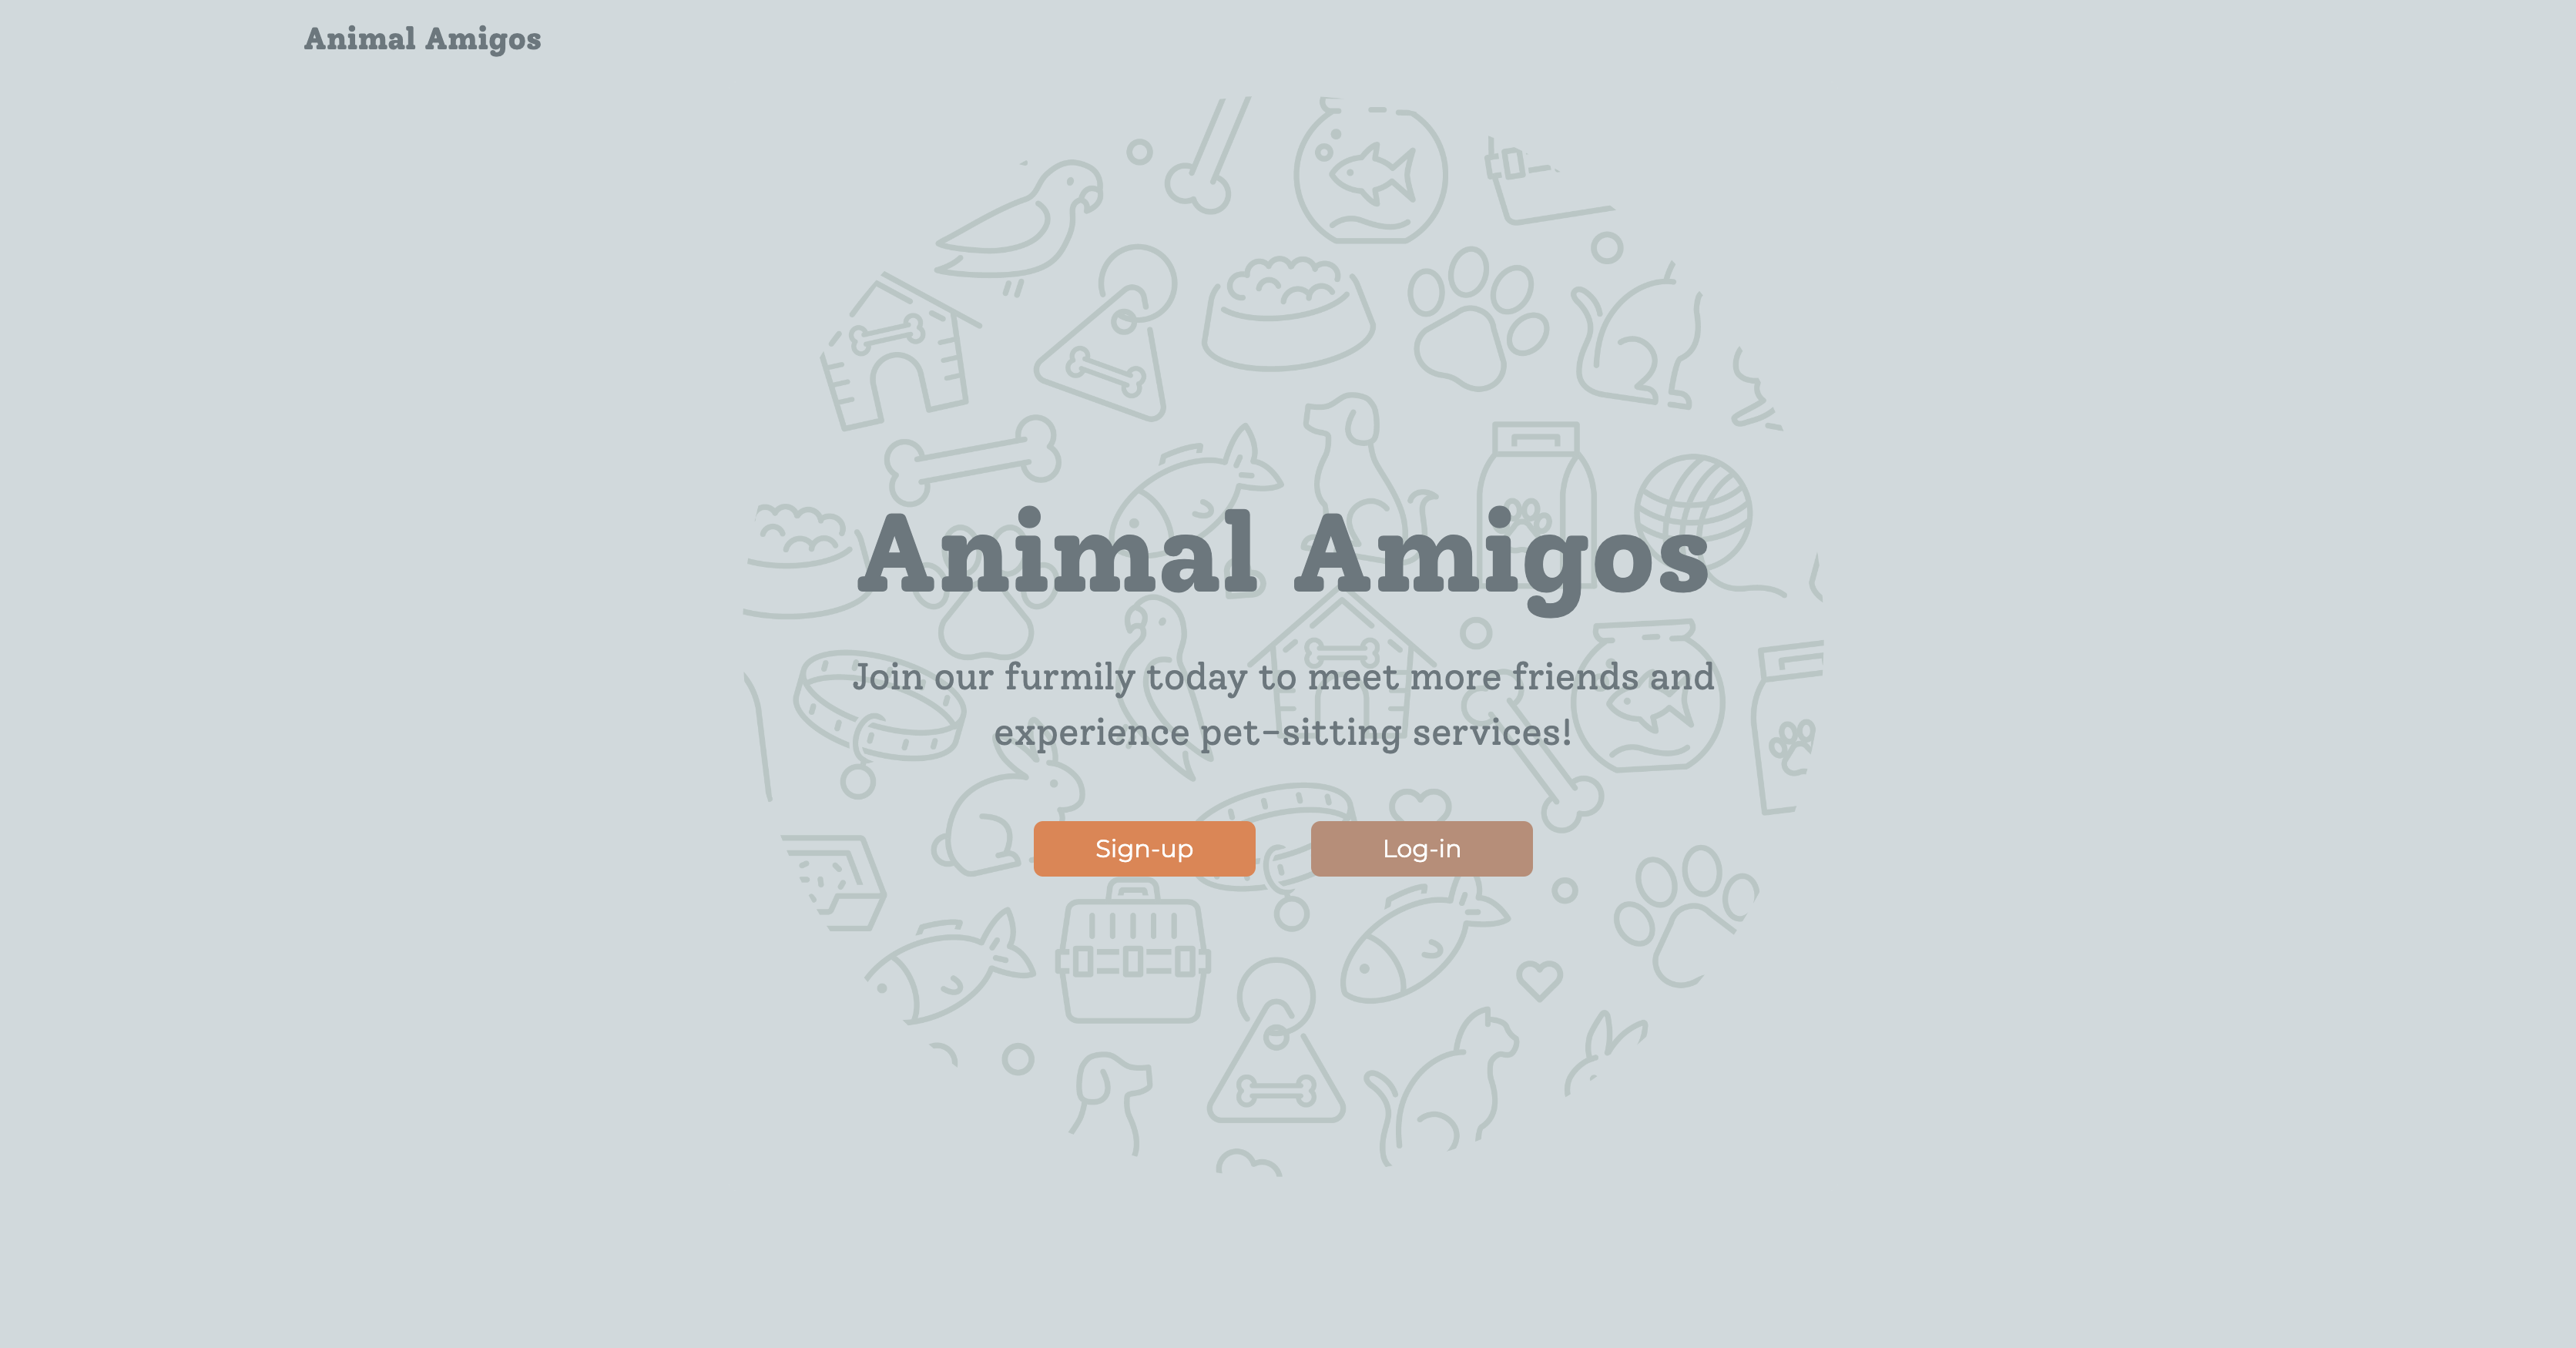 Animal Amigos
Animal Amigos
Join our furmily today to meet more friends and
experience pet-sitting services!
Sign-up
Log-in